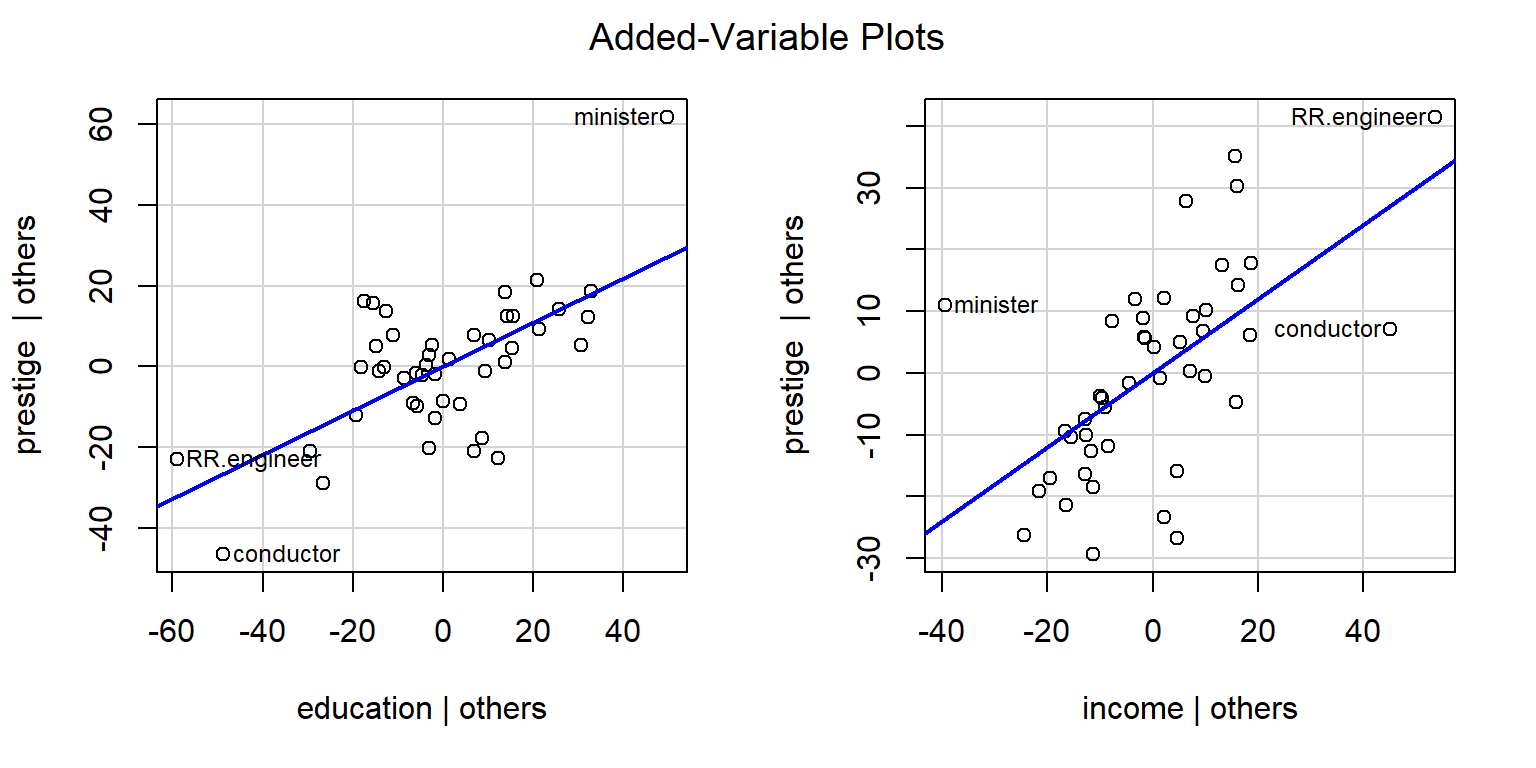 Added-Variable Plots
prestige | others
60
40
20
0
-20
-40
minister
RR.engineer
conductor
-60 -40 -20 0 20 40
education | others
prestige | others
30
10
0
-10
-30
RR.engineer
minister
conductor
-40 -20 0 20 40
income | others